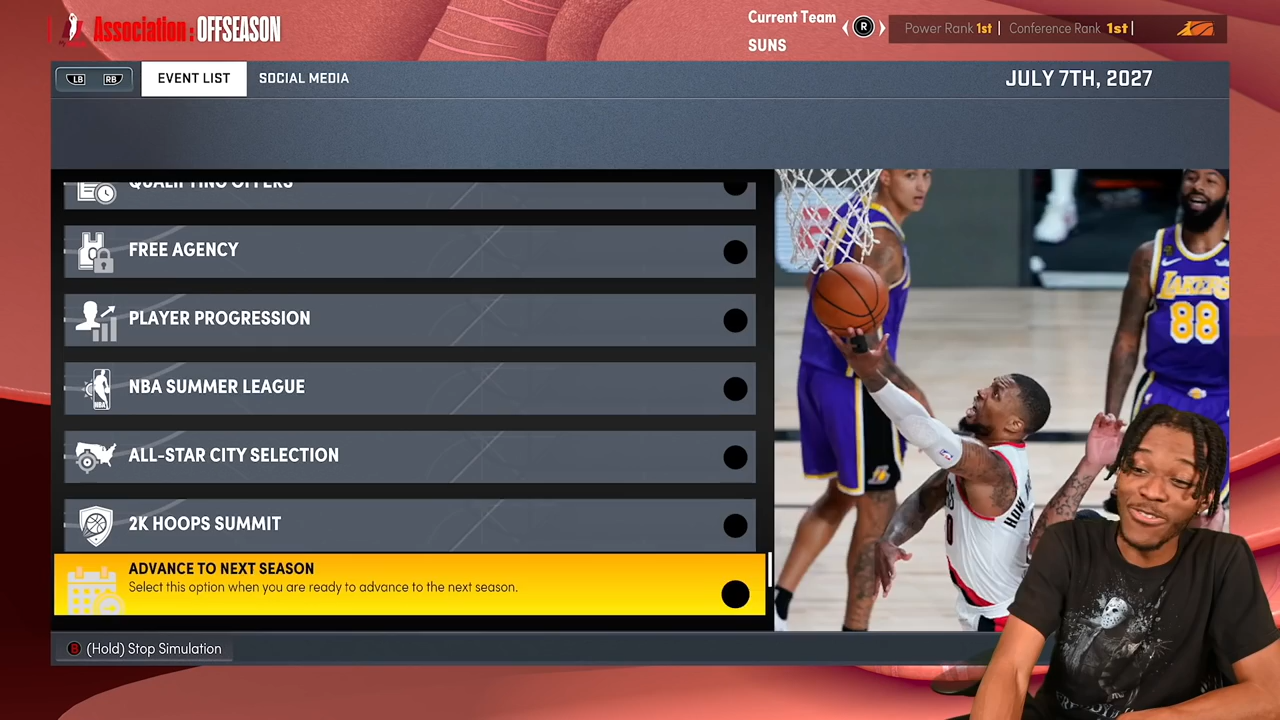 Association: OFFSEASON
Current Team
SUNS
R
Power Rank 1st | Conference Rank 1st |
LB RB
EVENT LIST
SOCIAL MEDIA
JULY 7TH, 2027
QUALIFYING OFFERS
FREE AGENCY
PLAYER PROGRESSION
NBA SUMMER LEAGUE
ALL-STAR CITY SELECTION
2K HOOPS SUMMIT
ADVANCE TO NEXT SEASON
Select this option when you are ready to advance to the next season.
B (Hold) Stop Simulation
LAKERS
88